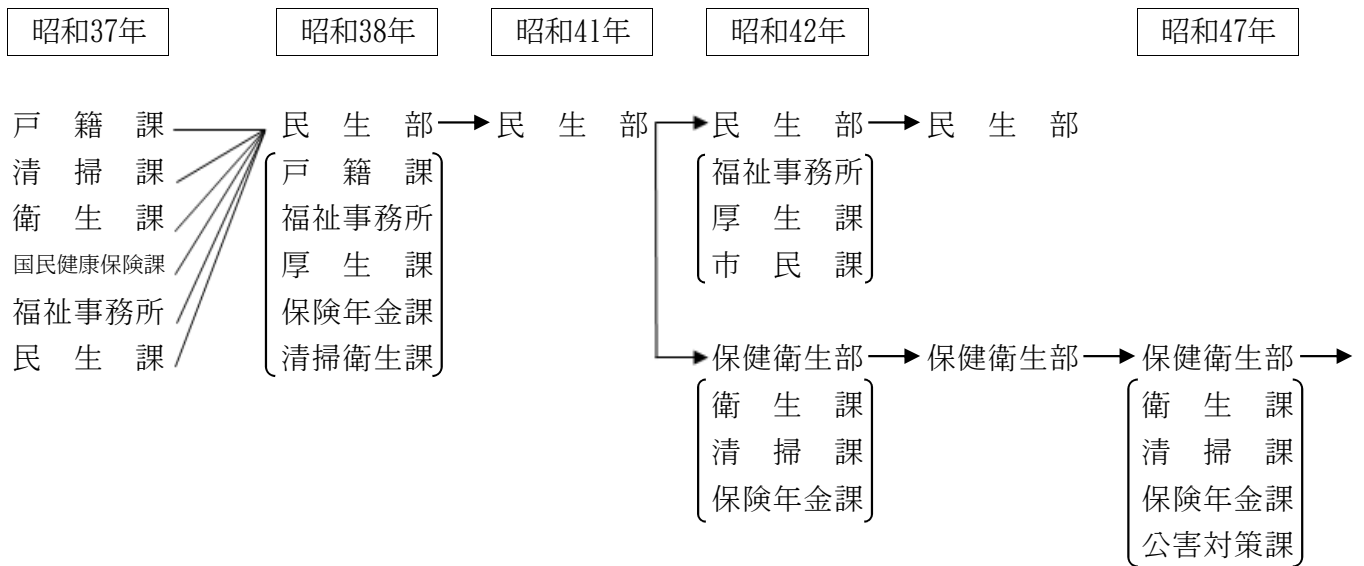 昭和37年 昭和38年 昭和41年 昭和42年 昭和47年
戸籍課 民生部 民生部 民生部 民生部
清掃課 戸籍課 福祉事務所
衛生課 福祉事務所 厚生課
国民健康保険課 厚生課 市民課
福祉事務所 保険年金課
民生課 清掃衛生課 保健衛生部 保健衛生部 保健衛生部
衛生課 衛生課
清掃課 清掃課
保険年金課 保険年金課
公害対策課